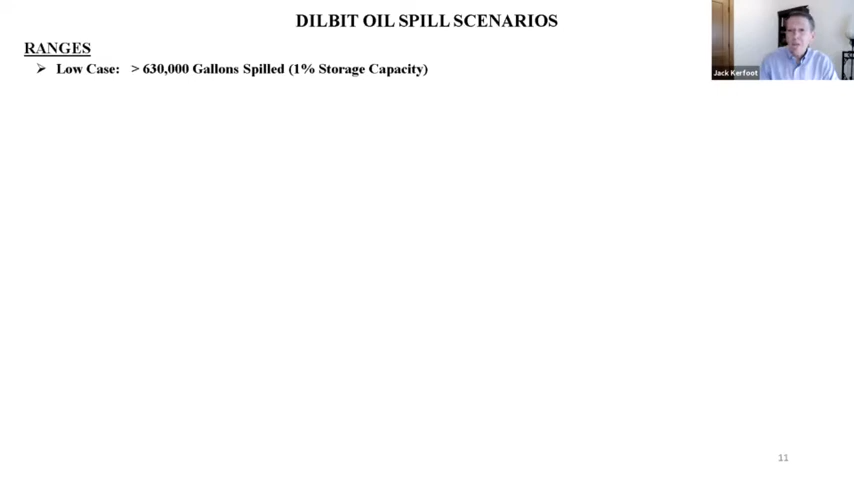 DILBIT OIL SPILL SCENARIOS
RANGES
➢ Low Case: > 630,000 Gallons Spilled (1% Storage Capacity)
Jack Kerfoot
11